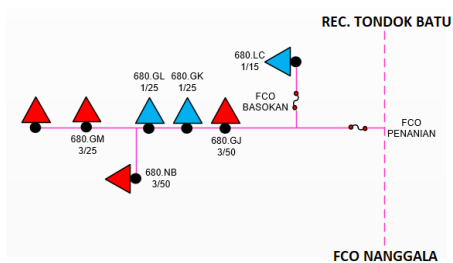 REC. TONDOK BATU
680.LC
1/15
680.GL
1/25
680.GK
1/25
FCO
BASOKAN
FCO
PENANIAN
680.GM
3/25
680.GJ
3/50
680.NB
3/50
FCO NANGGALA